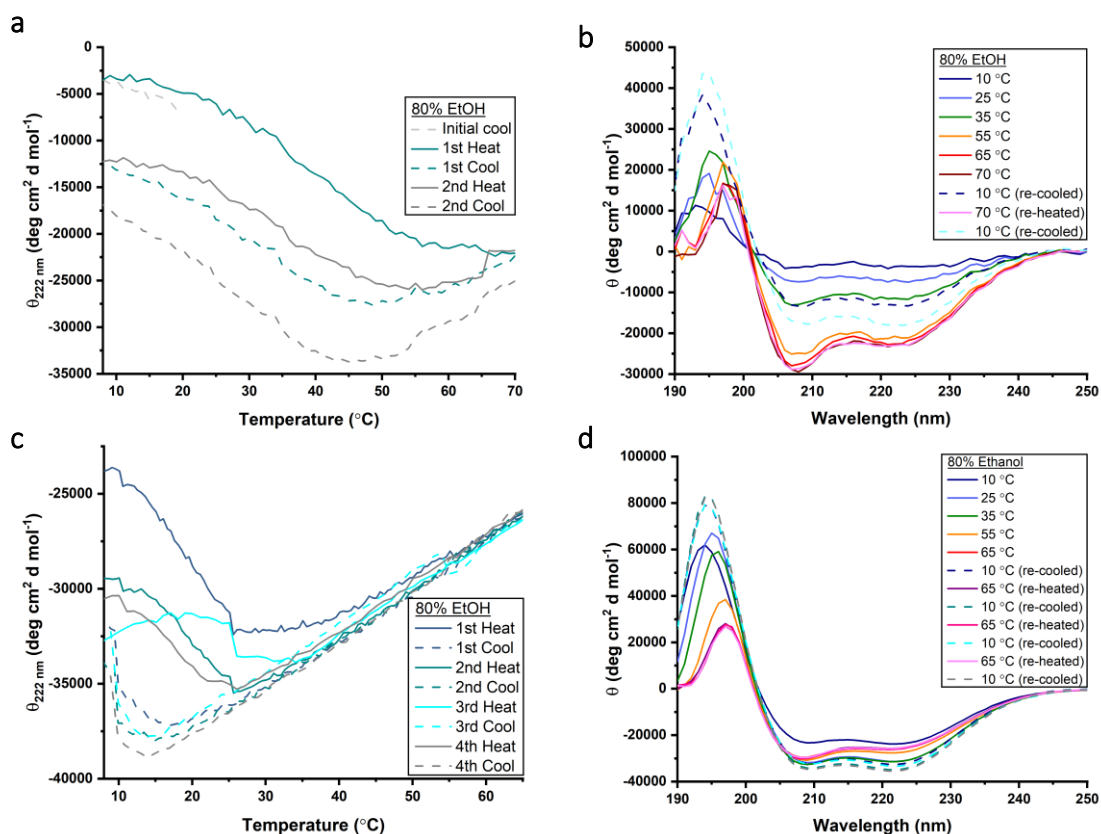 a
0
-5000
-10000
-15000
-20000
-25000
-30000
-35000
10 20 30 40 50 60 70
θ222 nm (deg cm² d mol⁻¹)
Temperature (°C)
80% EtOH
Initial cool
1st Heat
1st Cool
2nd Heat
2nd Cool
b
50000
40000
30000
20000
10000
0
-10000
-20000
-30000
190 200 210 220 230 240 250
θ (deg cm² d mol⁻¹)
Wavelength (nm)
80% EtOH
10 °C
25 °C
35 °C
55 °C
65 °C
70 °C
10 °C (re-cooled)
70 °C (re-heated)
10 °C (re-cooled)
c
-25000
-30000
-35000
-40000
10 20 30 40 50 60
θ222 nm (deg cm² d mol⁻¹)
Temperature (°C)
80% EtOH
1st Heat
1st Cool
2nd Heat
2nd Cool
3rd Heat
3rd Cool
4th Heat
4th Cool
d
100000
80000
60000
40000
20000
0
-20000
-40000
190 200 210 220 230 240 250
θ (deg cm² d mol⁻¹)
Wavelength (nm)
80% Ethanol
10 °C
25 °C
35 °C
55 °C
65 °C
10 °C (re-cooled)
65 °C (re-heated)
10 °C (re-cooled)
65 °C (re-heated)
10 °C (re-cooled)
65 °C (re-heated)
10 °C (re-cooled)